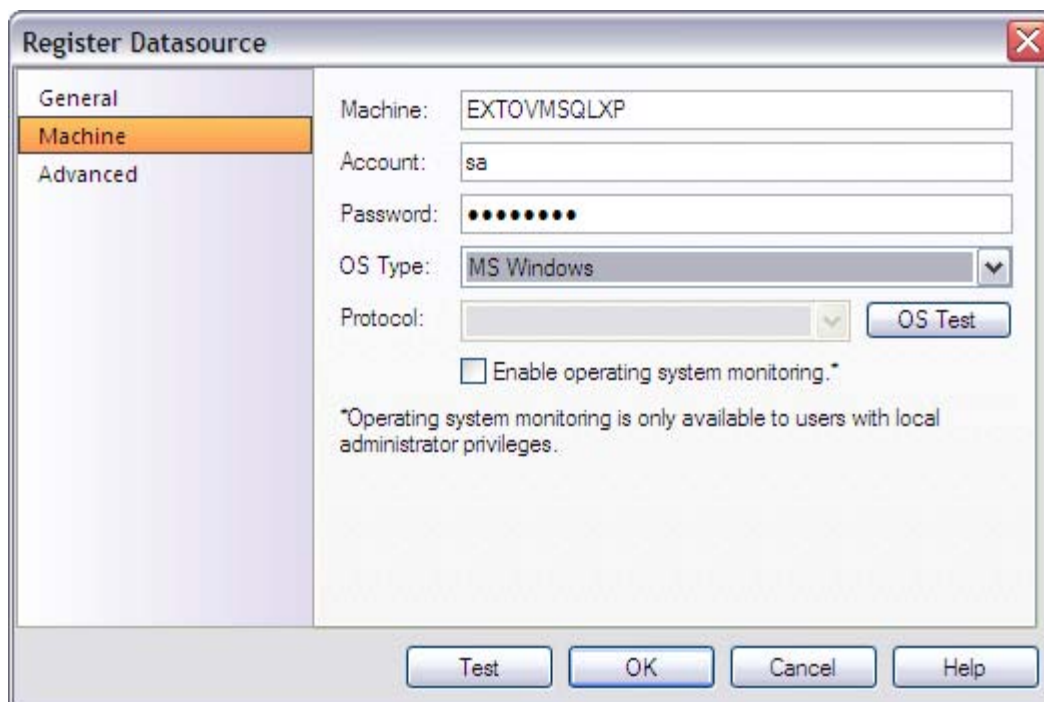 Register Datasource
General
Machine
Advanced
Machine: EXTOVMSQLXP
Account: sa
Password: ●●●●●●●●
OS Type: MS Windows
Protocol:
OS Test
Enable operating system monitoring.*
*Operating system monitoring is only available to users with local
administrator privileges.
Test OK Cancel Help